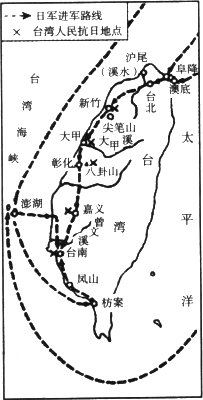 日军进军路线
台湾人民抗日地点
台
湾
海
峡
沪尾
(溪水)
阜隆
澳底
台
北
新竹
尖笔山
大甲
大甲
溪
太
平
洋
台
湾
彰化
八卦山
澎湖
嘉义
曾
文
溪
台南
凤山
枋寮